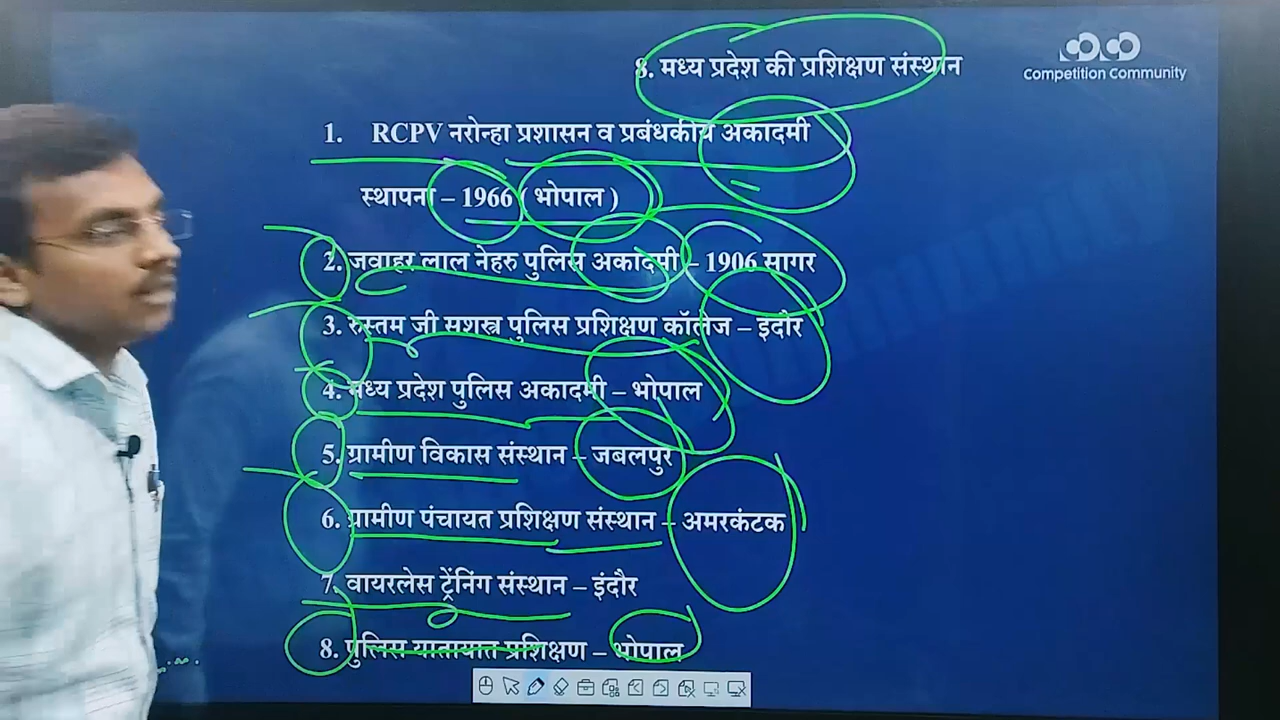 8. मध्य प्रदेश की प्रशिक्षण संस्थान
Competition Community
1. RCPV नरोन्हा प्रशासन व प्रबंधकीय अकादमी
स्थापना – 1966 ( भोपाल )
2. जवाहर लाल नेहरु पुलिस अकादमी – 1906 सागर
3. रुस्तम जी सशस्त्र पुलिस प्रशिक्षण कॉलेज – इंदौर
4. मध्य प्रदेश पुलिस अकादमी – भोपाल
5. ग्रामीण विकास संस्थान – जबलपुर
6. ग्रामीण पंचायत प्रशिक्षण संस्थान – अमरकंटक
7. वायरलेस ट्रेंनिंग संस्थान – इंदौर
8. पुलिस यातायात प्रशिक्षण – भोपाल